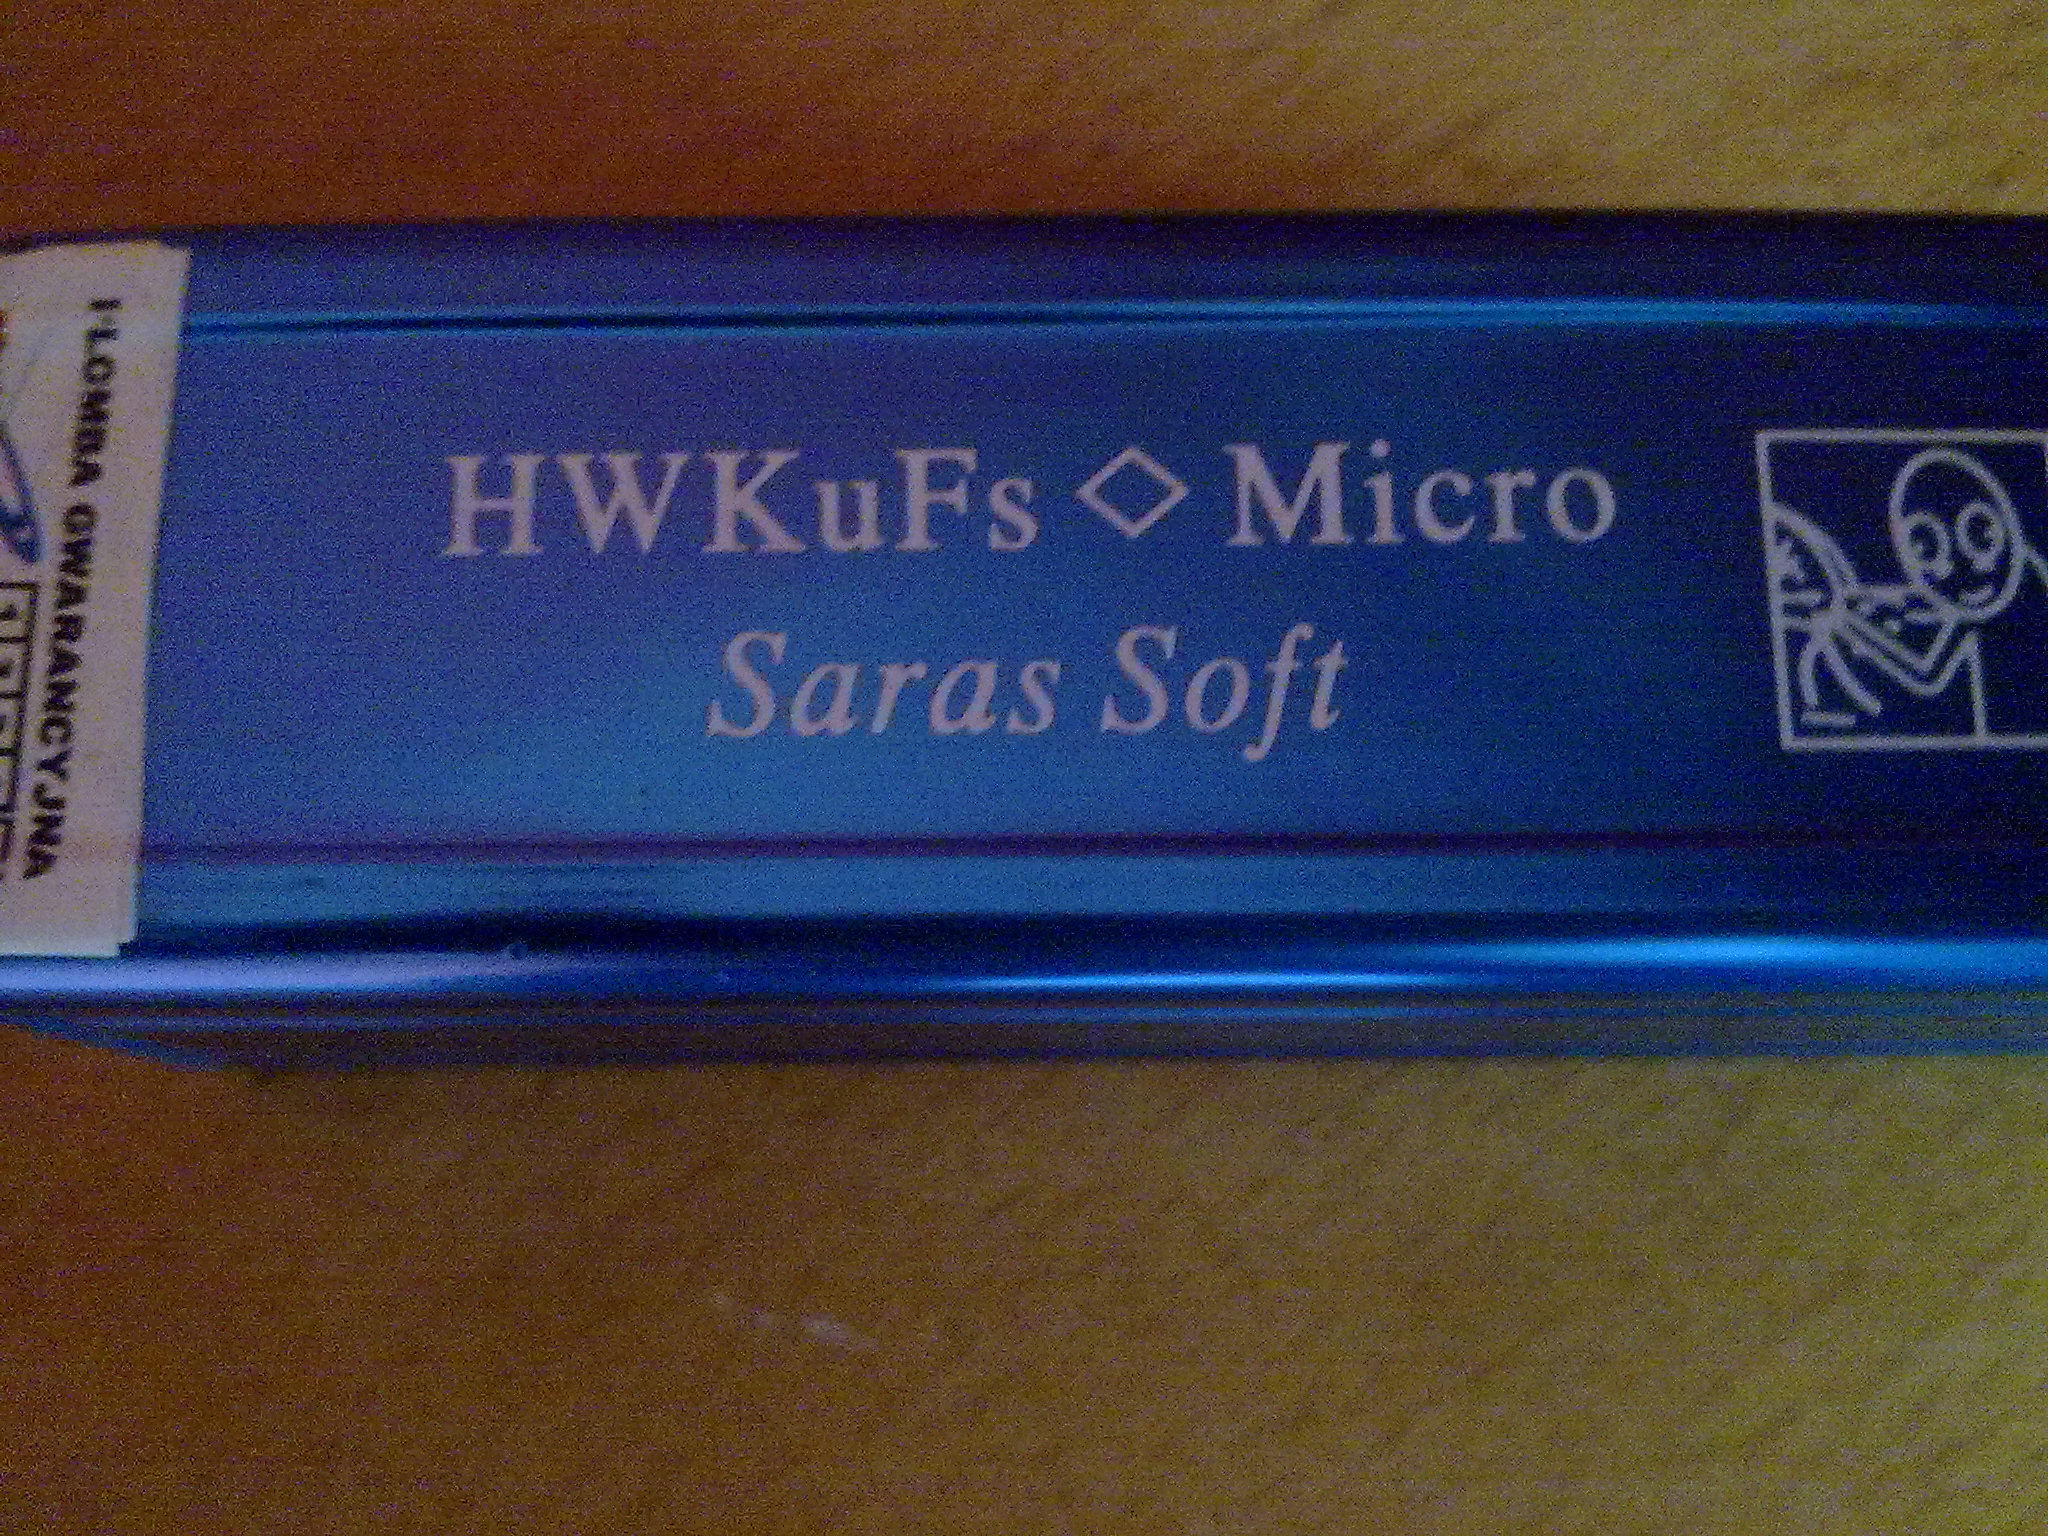 HWKuFs ◇ Micro
Saras Soft
PLOMBA GWARANCYJNA